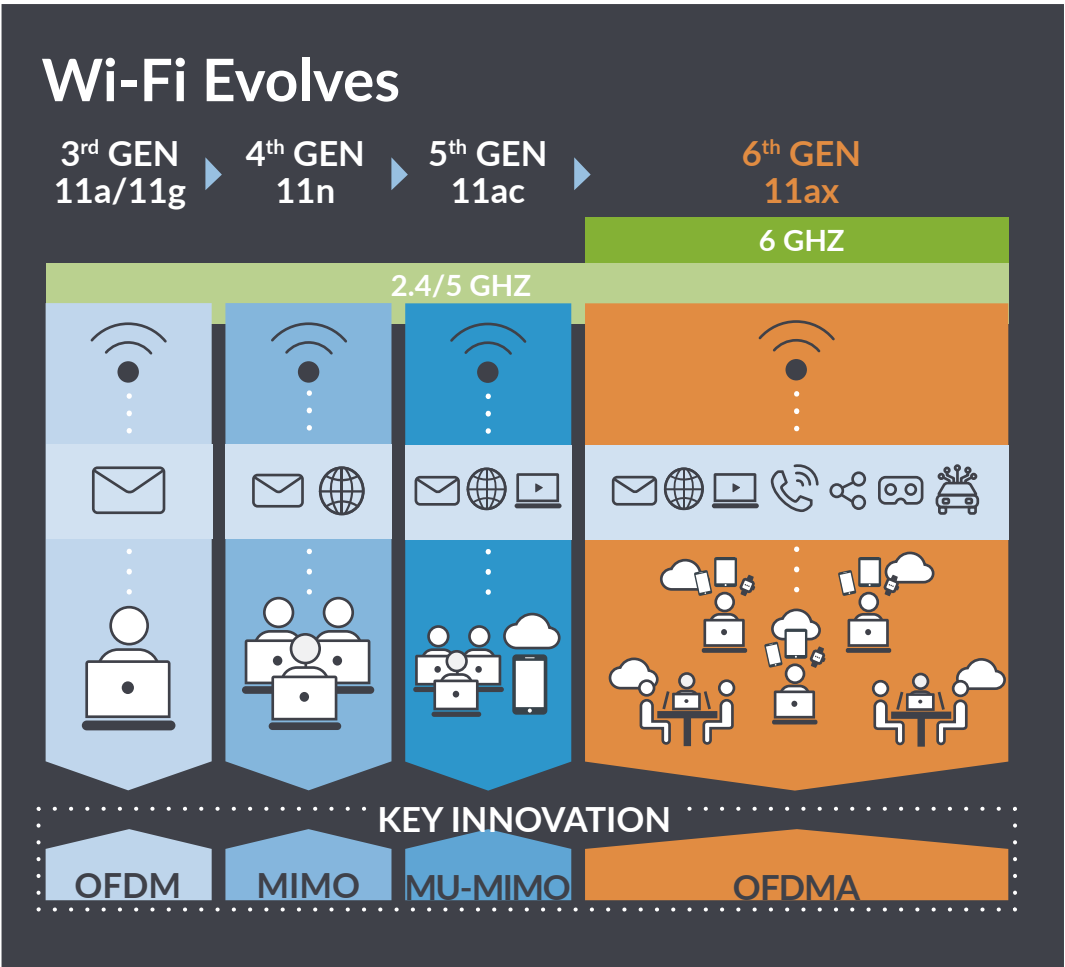 Wi-Fi Evolves
3rd GEN
11a/11g
4th GEN
11n
5th GEN
11ac
6th GEN
11ax
6 GHZ
2.4/5 GHZ
KEY INNOVATION
OFDM
MIMO
MU-MIMO
OFDMA